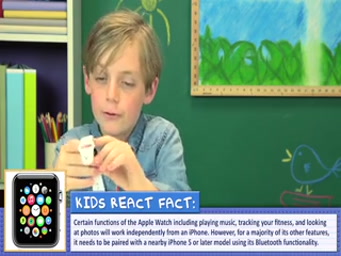 KIDS REACT FACT:
Certain functions of the Apple Watch including playing music, tracking your fitness, and looking
at photos will work independently from an iPhone. However, for a majority of its other features,
it needs to be paired with a nearby iPhone 5 or later model using its Bluetooth functionality.